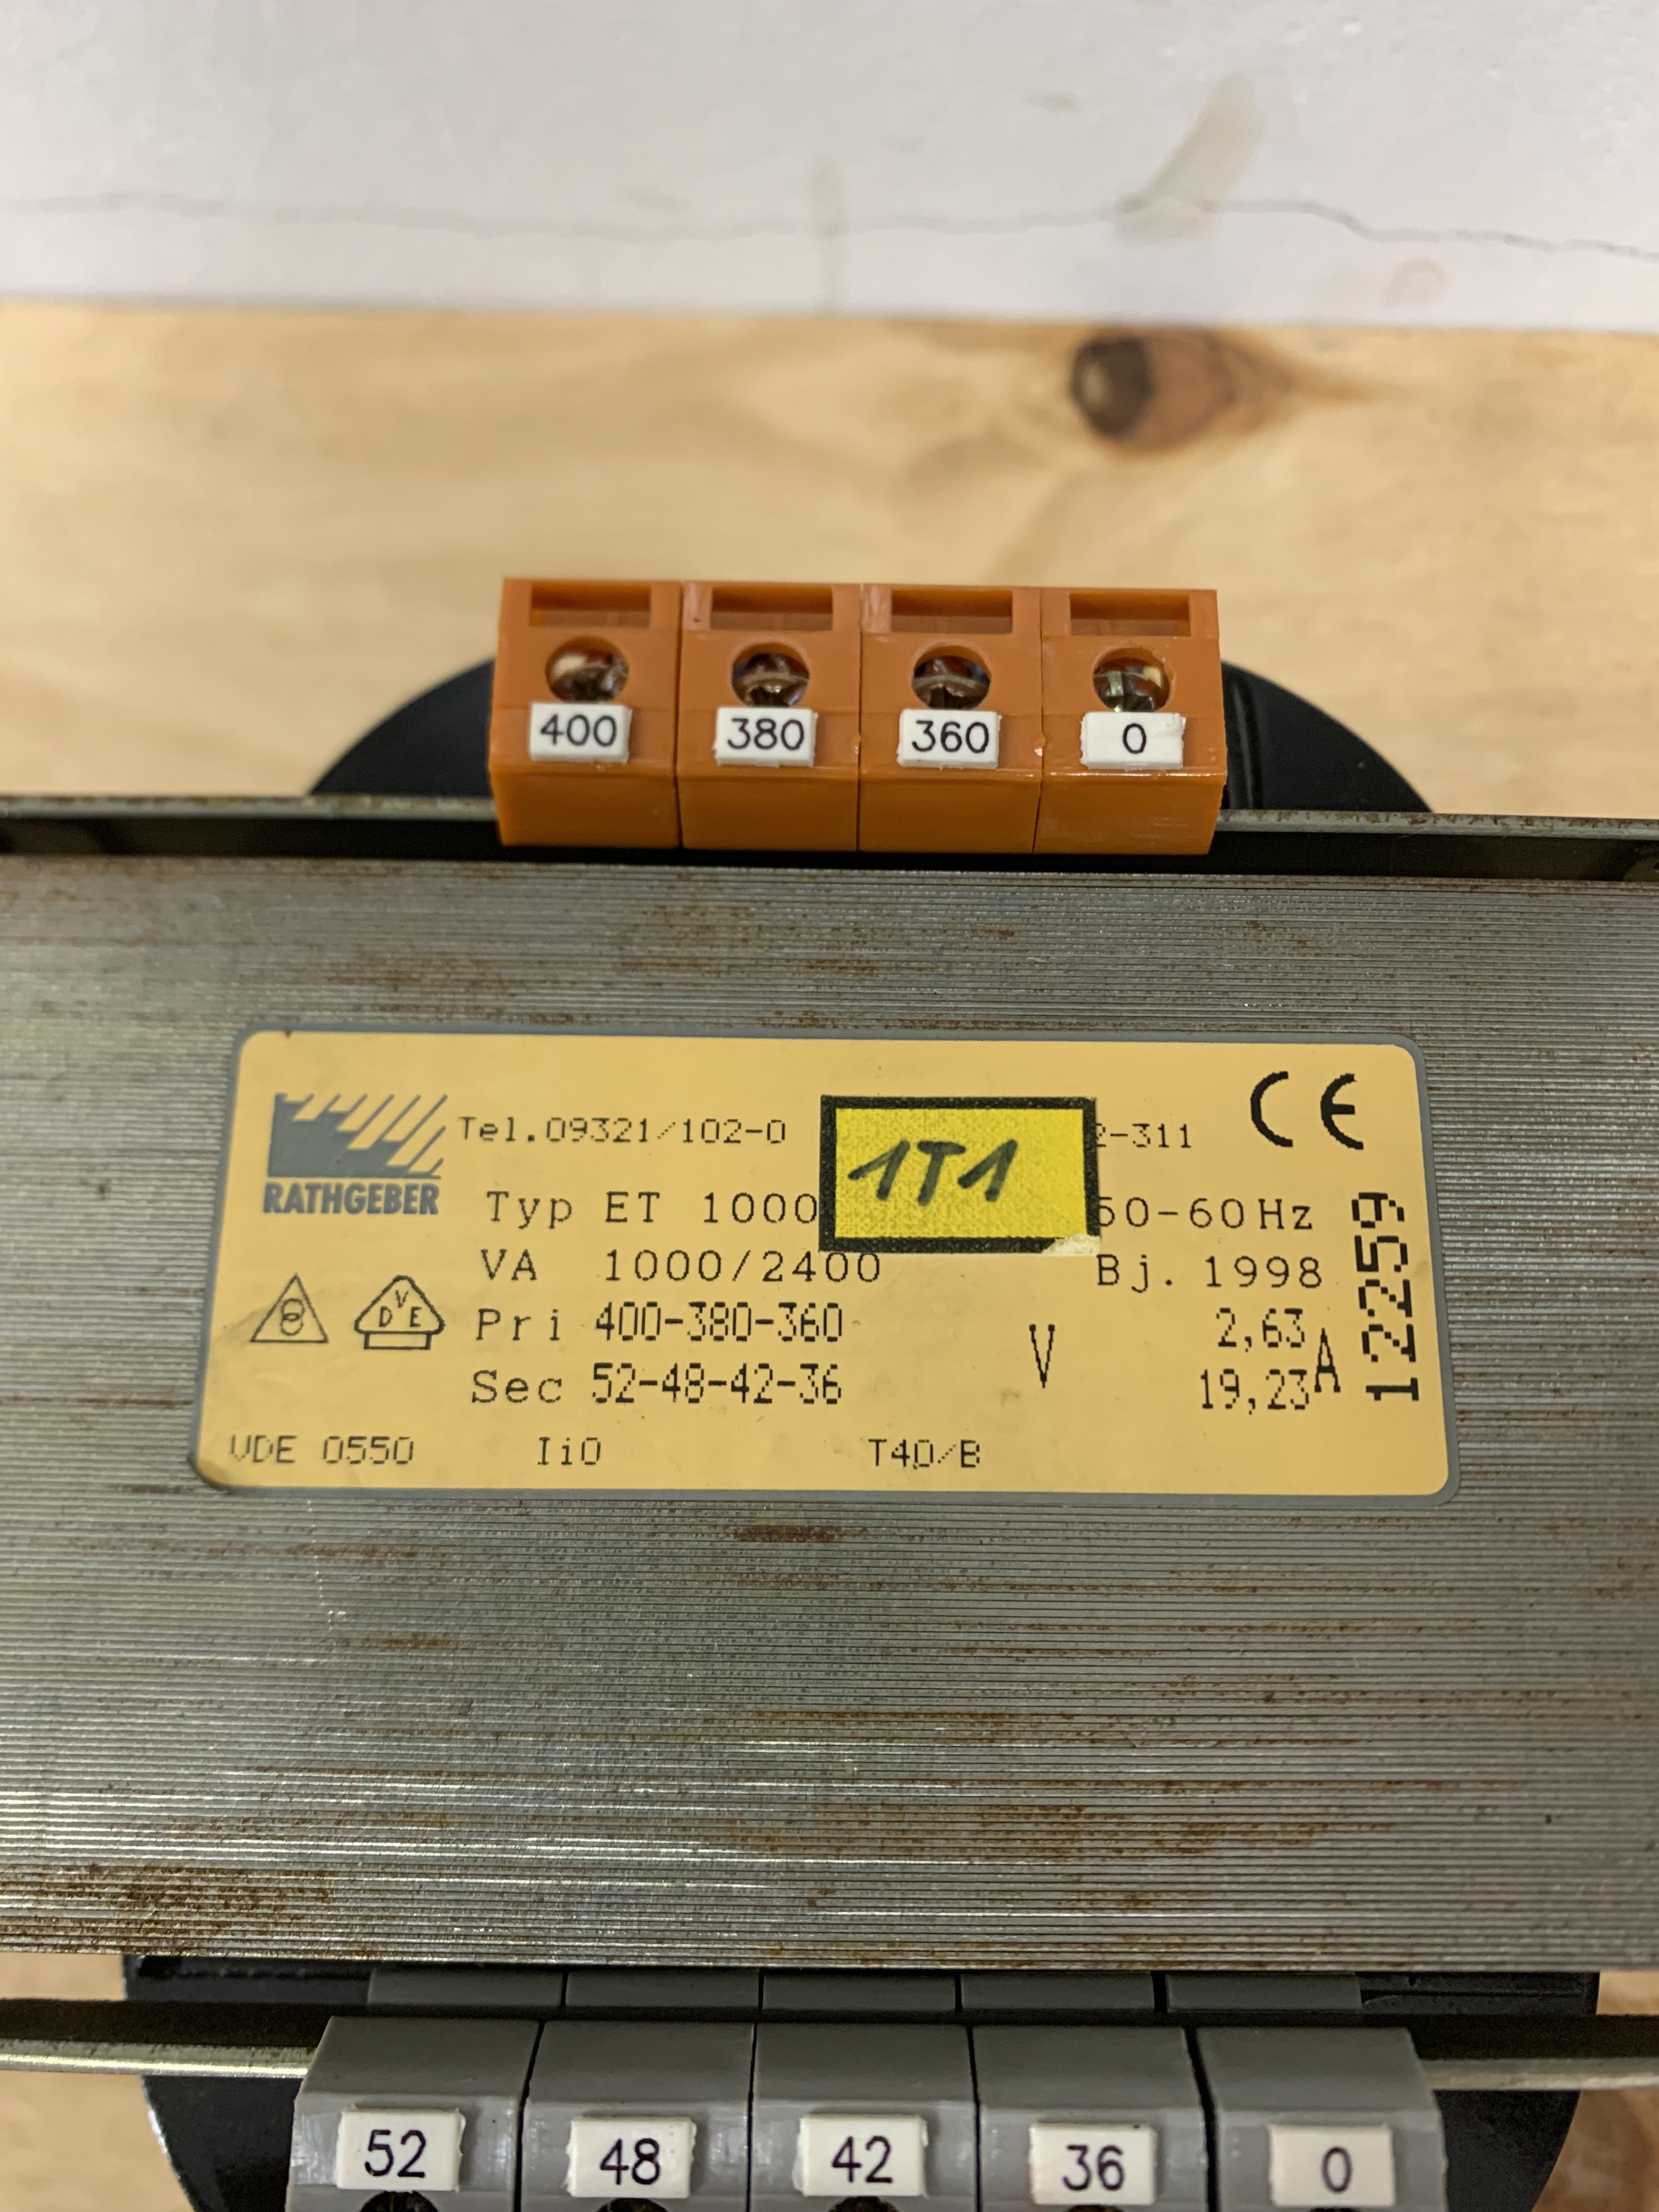 400 380 360 0
Tel.09321/102-0
2-311
CE
RATHGEBER
1T1
Typ ET 1000
50-60Hz
VA 1000/2400
Bj. 1998
12259
VDE
Pri 400-380-360
V
2,63
A
Sec 52-48-42-36
19,23
VDE 0550 IiO T40/B
52 48 42 36 0